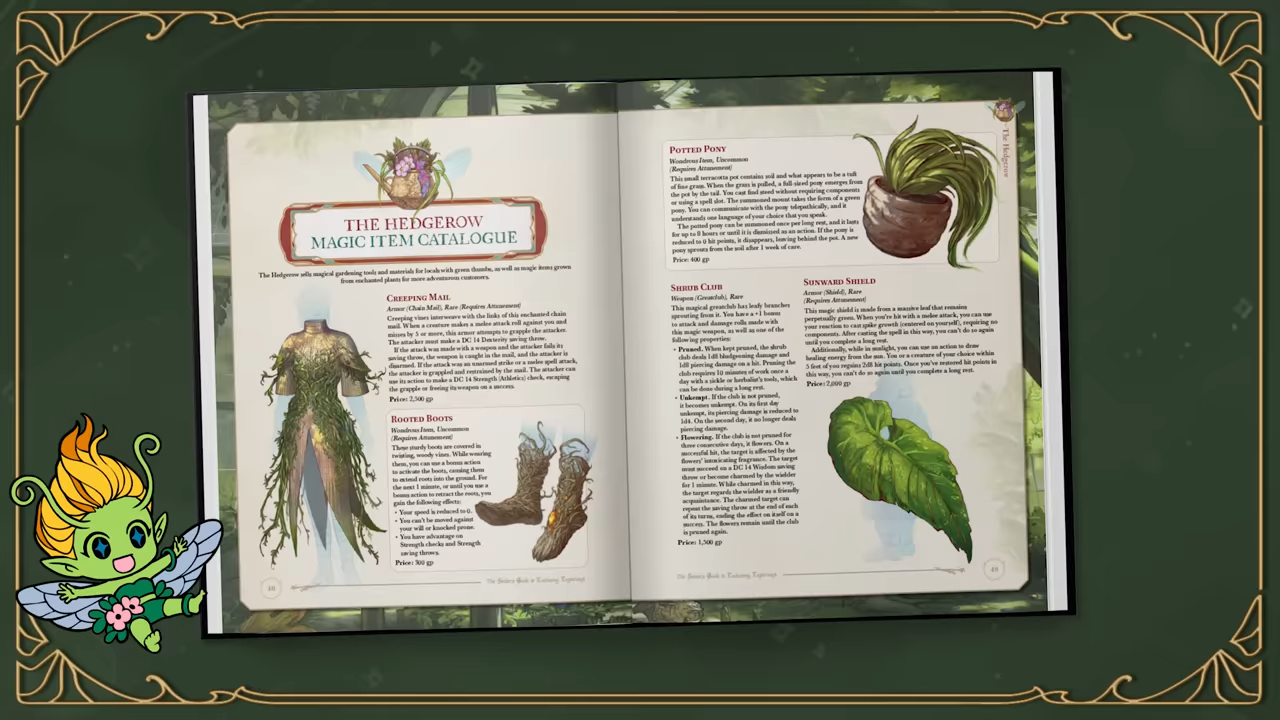 THE HEDGEROW
MAGIC ITEM CATALOGUE
The Hedgerow sells magical gardening tools and materials for locals with green thumbs, as well as magic items grown
from enchanted plants for more adventurous customers.
CREEPING MAIL
Armor (Chain Mail), Rare (Requires Attunement)
Creeping vines interweave with the links of this enchanted chain
mail. When a creature makes a melee attack roll against you and
misses by 5 or more, this armor attempts to grapple the attacker.
The attacker must make a DC 14 Dexterity saving throw.
If the attack was made with a weapon and the attacker fails its
saving throw, the weapon is caught in the mail, and the attacker is
disarmed. If the attack was an unarmed strike or a melee spell attack,
the attacker is grappled and restrained by the mail. The attacker can
use its action to make a DC 14 Strength (Athletics) check, escaping
the grapple or freeing its weapon on a success.
Price: 2,500 gp
ROOTED BOOTS
Wondrous Item, Uncommon
(Requires Attunement)
These sturdy boots are covered in
twisting, woody vines. While wearing
them, you can use a bonus action
to activate the boots, causing them
to extend roots into the ground. For
the next 1 minute, or until you use a
bonus action to retract the roots, you
gain the following effects:
• Your speed is reduced to 0.
• You can't be moved against
your will or knocked prone.
• You have advantage on
Strength checks and Strength
saving throws.
Price: 500 gp
POTTED PONY
Wondrous Item, Uncommon
(Requires Attunement)
This small terracotta pot contains soil and what appears to be a tuft
of fine grass. When the grass is pulled, a full-sized pony emerges from
the pot by the tail. You cast find steed without requiring components
or using a spell slot. The summoned mount takes the form of a green
pony. You can communicate with the pony telepathically, and it
understands one language of your choice that you speak.
The potted pony can be summoned once per long rest, and it lasts
for up to 8 hours or until it is dismissed as an action. If the pony is
reduced to 0 hit points, it disappears, leaving behind the pot. A new
pony sprouts from the soil after 1 week of care.
Price: 400 gp
SHRUB CLUB
Weapon (Greatclub), Rare
This magical greatclub has leafy branches
sprouting from it. You have a +1 bonus
to attack and damage rolls made with
this magic weapon, as well as one of the
following properties:
• Pruned. When kept pruned, the shrub
club deals 1d8 bludgeoning damage and
1d8 piercing damage on a hit. Pruning the
club requires 10 minutes of work once a
day with a sickle or herbalist's tools, which
can be done during a long rest.
• Unkempt. If the club is not pruned,
it becomes unkempt. On its first day
unkempt, its piercing damage is reduced to
1d4. On the second day, it no longer deals
piercing damage.
• Flowering. If the club is not pruned for
three consecutive days, it flowers. On a
successful hit, the target is affected by the
flowers' intoxicating fragrance. The target
must succeed on a DC 14 Wisdom saving
throw or become charmed by the wielder
for 1 minute. While charmed in this way,
the target regards the wielder as a friendly
acquaintance. The charmed target can
repeat the saving throw at the end of each
of its turns, ending the effect on itself on a
success. The flowers remain until the club
is pruned again.
Price: 1,500 gp
SUNWARD SHIELD
Armor (Shield), Rare
(Requires Attunement)
This magic shield is made from a massive leaf that remains
perpetually green. When you're hit with a melee attack, you can use
your reaction to cast spike growth (centered on yourself), requiring no
components. After casting the spell in this way, you can't do so again
until you complete a long rest.
Additionally, while in sunlight, you can use an action to draw
healing energy from the sun. You or a creature of your choice within
5 feet of you regains 2d8 hit points. Once you've restored hit points in
this way, you can't do so again until you complete a long rest.
Price: 2,000 gp
The Hedgerow
49